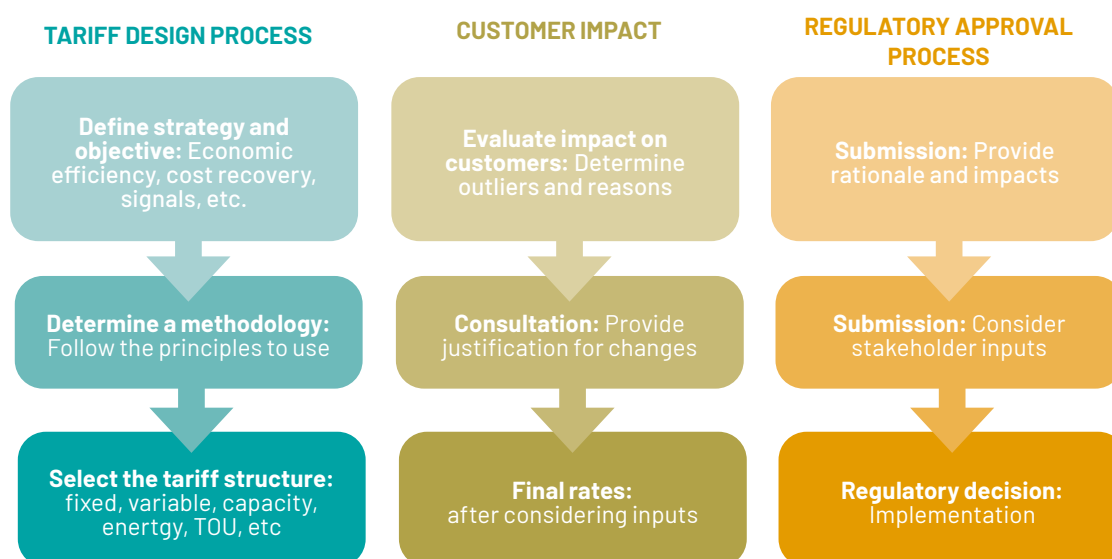 TARIFF DESIGN PROCESS
Define strategy and
objective: Economic
efficiency, cost recovery,
signals, etc.
Determine a methodology:
Follow the principles to use
Select the tariff structure:
fixed, variable, capacity,
enertgy, TOU, etc
CUSTOMER IMPACT
Evaluate impact on
customers: Determine
outliers and reasons
Consultation: Provide
justification for changes
Final rates:
after considering inputs
REGULATORY APPROVAL
PROCESS
Submission: Provide
rationale and impacts
Submission: Consider
stakeholder inputs
Regulatory decision:
Implementation